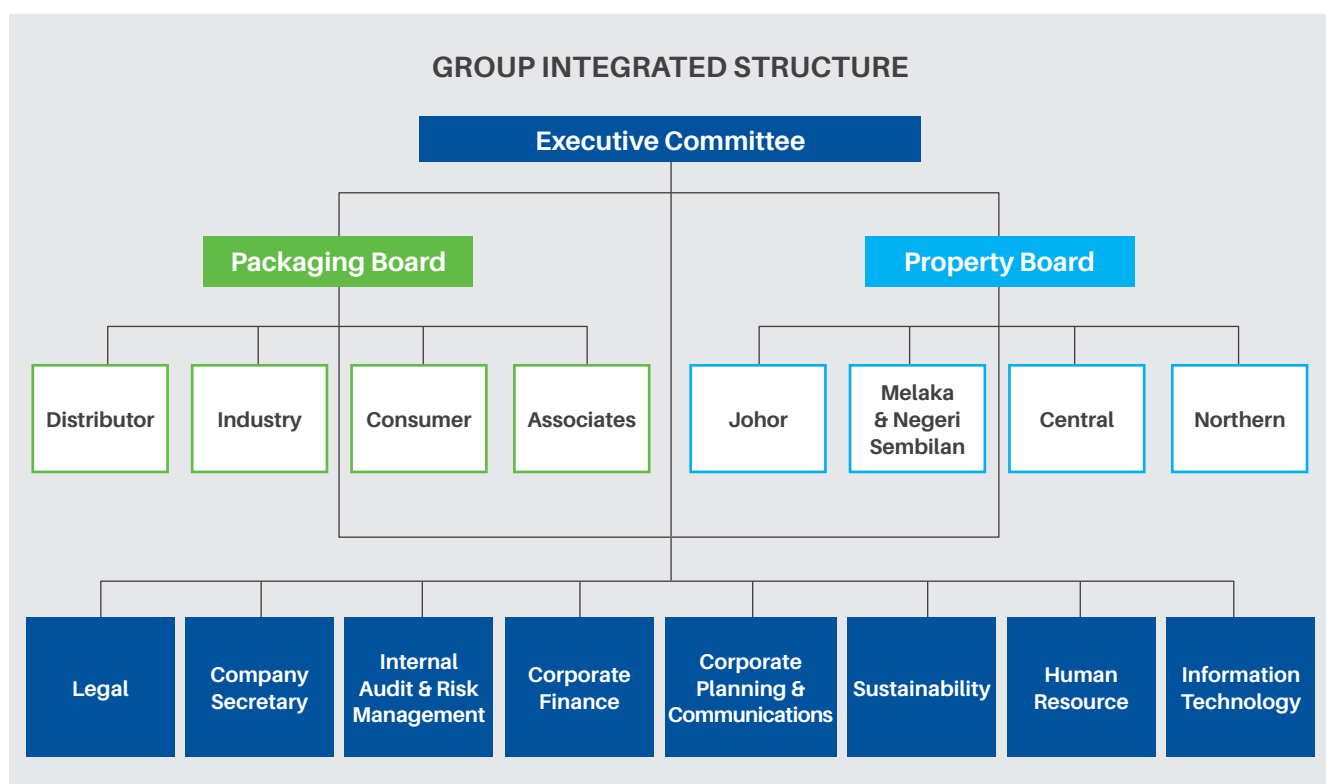 GROUP INTEGRATED STRUCTURE
Executive Committee
Packaging Board
Property Board
Distributor
Industry
Consumer
Associates
Johor
Melaka
& Negeri
Sembilan
Central
Northern
Legal
Company
Secretary
Internal
Audit & Risk
Management
Corporate
Finance
Corporate
Planning &
Communications
Sustainability
Human
Resource
Information
Technology